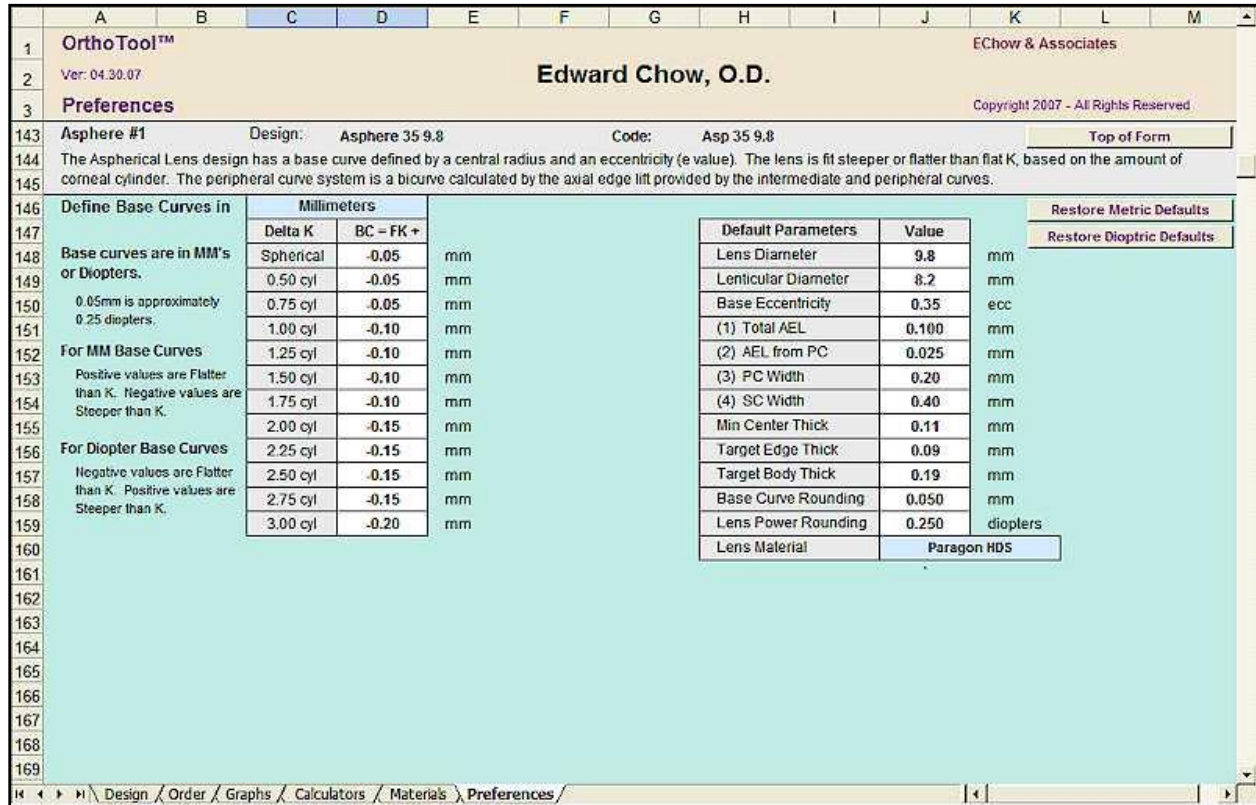 A B C D E F G H I J K L M
1 OrthoTool™ EChow & Associates
2 Ver: 04.30.07 Edward Chow, O.D.
3 Preferences Copyright 2007 - All Rights Reserved
143 Asphere #1 Design: Asphere 35 9.8 Code: Asp 35 9.8 Top of Form
144 The Aspherical Lens design has a base curve defined by a central radius and an eccentricity (e value). The lens is fit steeper or flatter than flat K, based on the amount of
145 corneal cylinder. The peripheral curve system is a bicurve calculated by the axial edge lift provided by the intermediate and peripheral curves.
146 Define Base Curves in Millimeters Restore Metric Defaults
147 Delta K BC = FK + Default Parameters Value Restore Dioptric Defaults
148 Base curves are in MM's Spherical -0.05 mm Lens Diameter 9.8 mm
149 or Diopters. 0.50 cyl -0.05 mm Lenticular Diameter 8.2 mm
150 0.05mm is approximately 0.75 cyl -0.05 mm Base Eccentricity 0.35 ecc
151 0.25 diopters. 1.00 cyl -0.10 mm (1) Total AEL 0.100 mm
152 For MM Base Curves 1.25 cyl -0.10 mm (2) AEL from PC 0.025 mm
153 Positive values are Flatter 1.50 cyl -0.10 mm (3) PC Width 0.20 mm
than K. Negative values are
154 Steeper than K. 1.75 cyl -0.10 mm (4) SC Width 0.40 mm
155 2.00 cyl -0.15 mm Min Center Thick 0.11 mm
156 For Diopter Base Curves 2.25 cyl -0.15 mm Target Edge Thick 0.09 mm
157 Negative values are Flatter 2.50 cyl -0.15 mm Target Body Thick 0.19 mm
than K. Positive values are
158 Steeper than K. 2.75 cyl -0.15 mm Base Curve Rounding 0.050 mm
159 3.00 cyl -0.20 mm Lens Power Rounding 0.250 diopters
160 Lens Material Paragon HDS
161
162
163
164
165
166
167
168
169
Design Order Graphs Calculators Materials Preferences